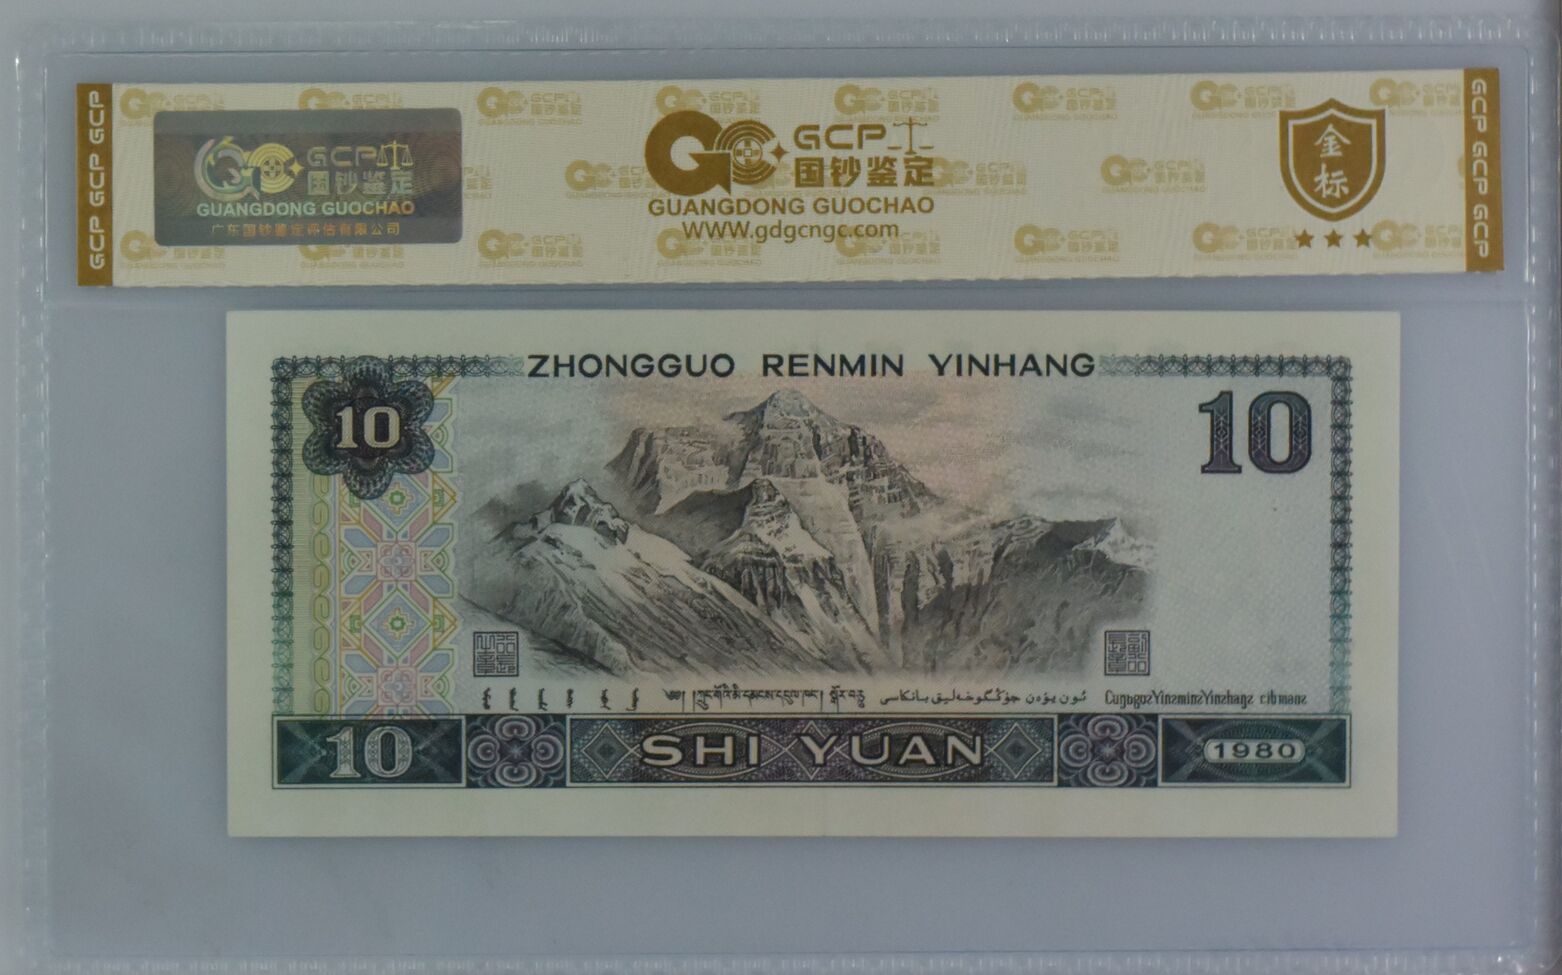 GCP GCP GCP
GCP
国钞鉴定
GUANGDONG GUOCHAO
广东国钞鉴定评估有限公司
GCP
国钞鉴定
GUANGDONG GUOCHAO
WWW.gdgcngc.com
金标
GCP GCP GCP
ZHONGGUO RENMIN YINHANG
10
10
10
SHI YUAN
1980